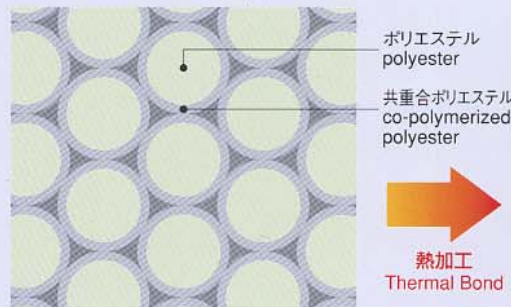 ポリエステル
polyester
共重合ポリエステル
co-polymerized
polyester
熱加工
Thermal Bond